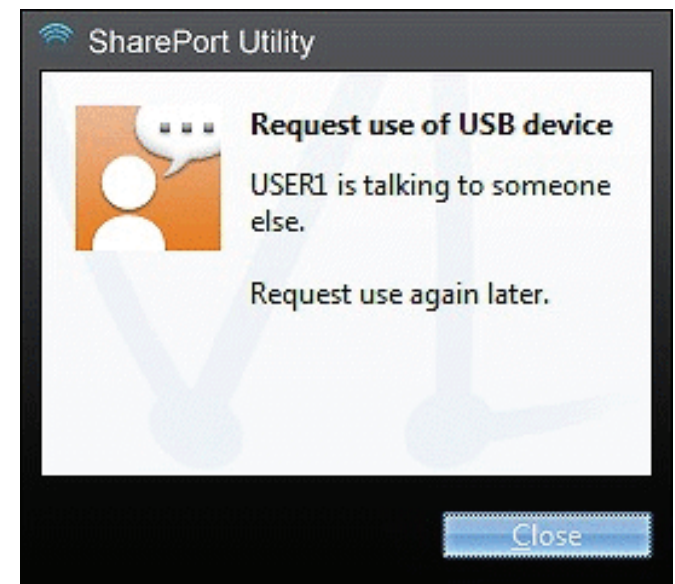 SharePort Utility
Request use of USB device
USER1 is talking to someone
else.
Request use again later.
Close